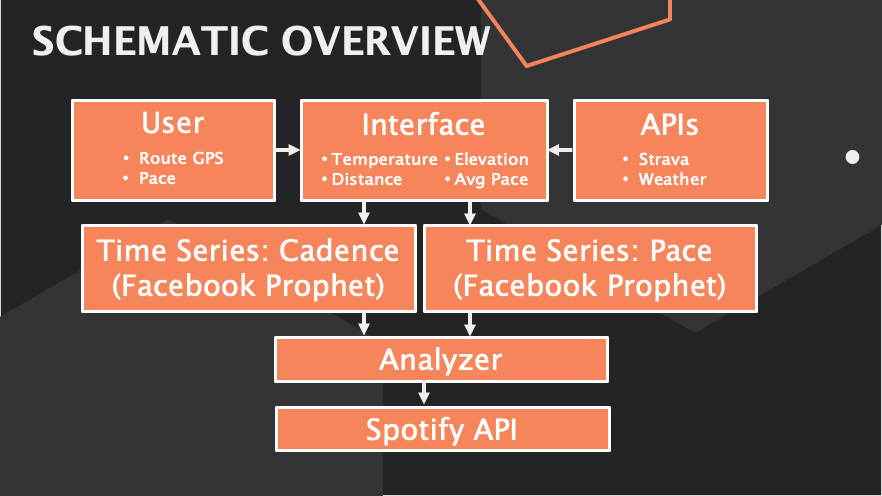 SCHEMATIC OVERVIEW
User
• Route GPS
• Pace
Interface
• Temperature • Elevation
• Distance • Avg Pace
APIs
• Strava
• Weather
Time Series: Cadence
(Facebook Prophet)
Time Series: Pace
(Facebook Prophet)
Analyzer
Spotify API